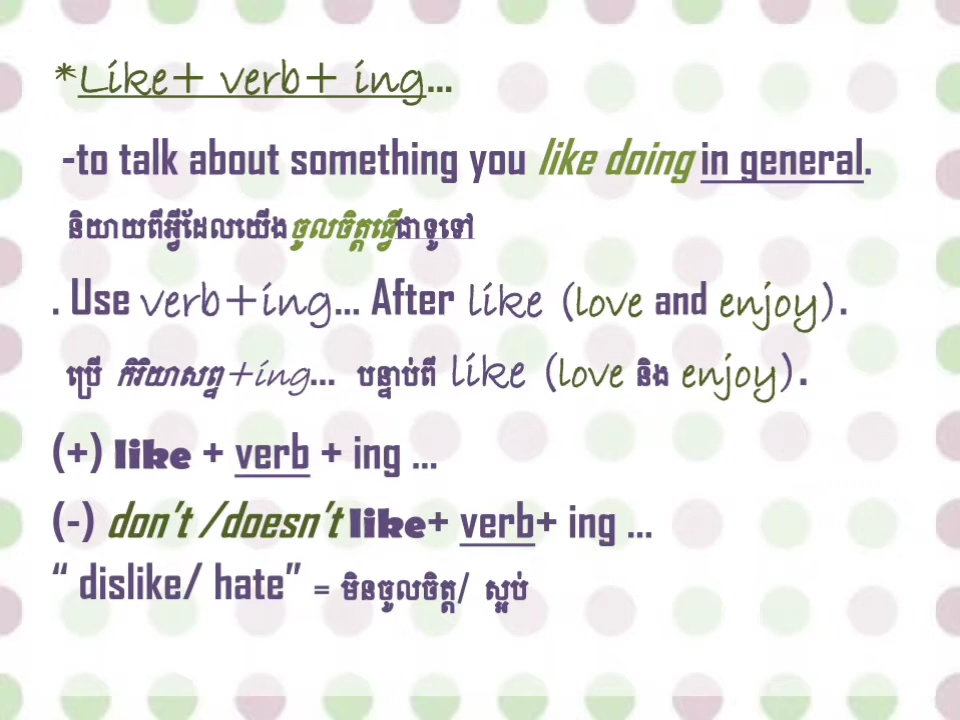 *Like+ verb+ ing...
-to talk about something you like doing in general.
និយាយពីអ្វីដែលយើងចូលចិត្តធ្វើជាទូទៅ
. Use verb+ing... After like (love and enjoy).
ប្រើ កិរិយាសព្ទ+ing... បន្ទាប់ពី like (love និង enjoy).
(+) like + verb + ing ...
(-) don't /doesn't like+ verb+ ing ...
“ dislike/ hate” = មិនចូលចិត្ត/ ស្អប់